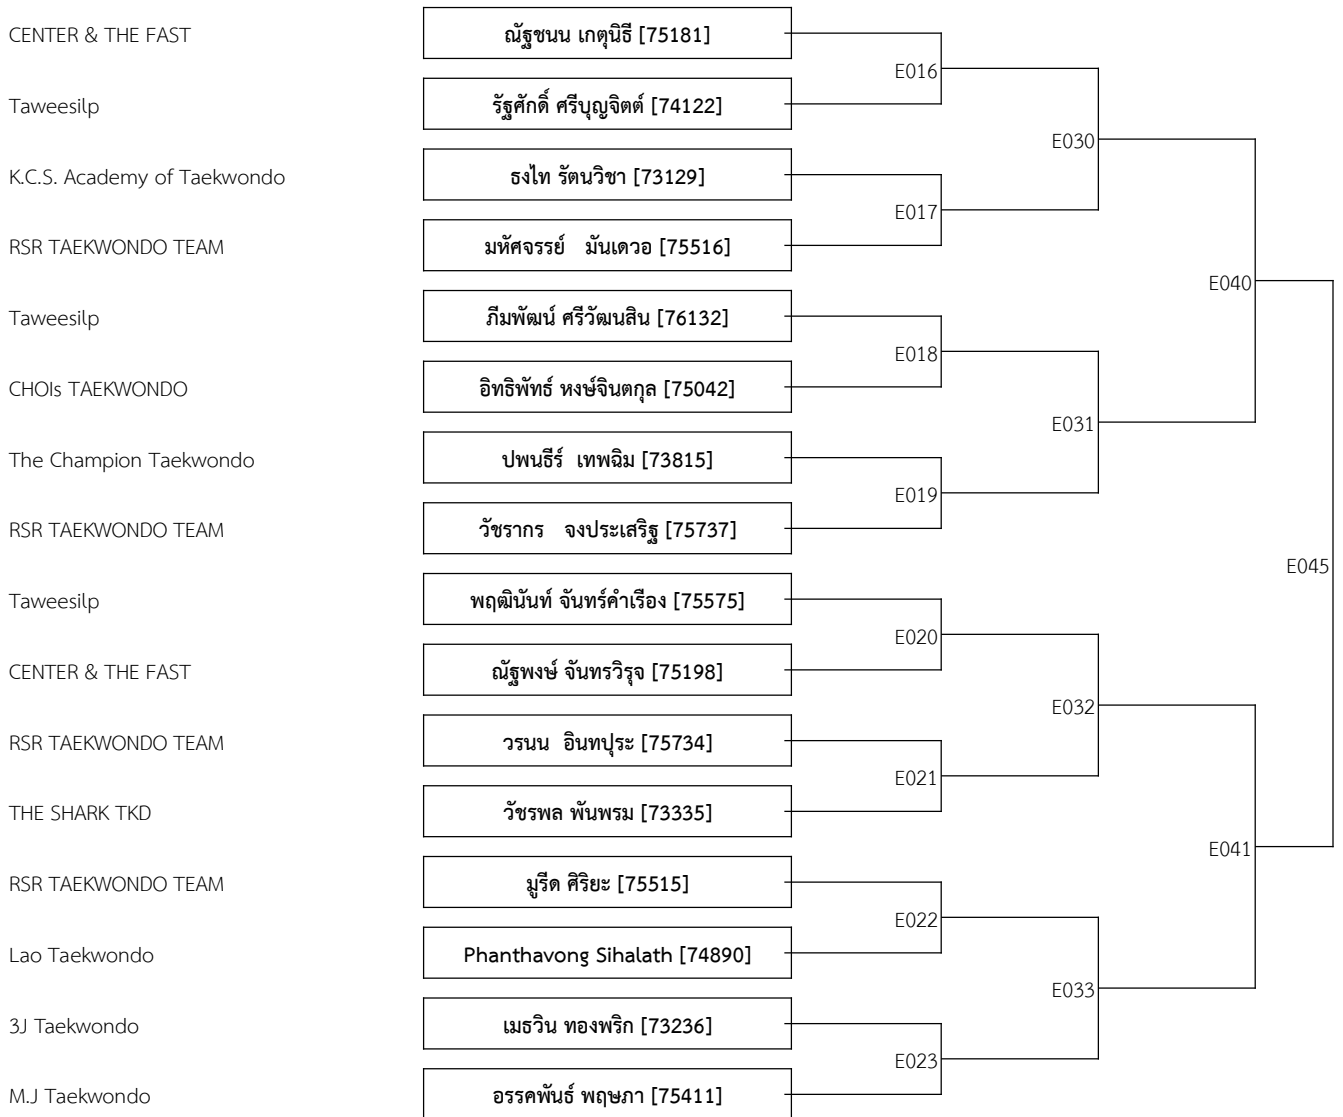 CENTER & THE FAST
ณัฐชนน เกตุนิธี [75181]
E016
Taweesilp
รัฐศักดิ์ ศรีบุญจิตต์ [74122]
E030
K.C.S. Academy of Taekwondo
ธงไท รัตนวิชา [73129]
E017
RSR TAEKWONDO TEAM
มหัศจรรย์ มันเดวอ [75516]
E040
Taweesilp
ภีมพัฒน์ ศรีวัฒนสิน [76132]
E018
CHOIs TAEKWONDO
อิทธิพัทธ์ หงษ์จินตกุล [75042]
E031
The Champion Taekwondo
ปพนธีร์ เทพฉิม [73815]
E019
RSR TAEKWONDO TEAM
วัชรากร จงประเสริฐ [75737]
E045
Taweesilp
พฤฒินันท์ จันทร์คำเรือง [75575]
E020
CENTER & THE FAST
ณัฐพงษ์ จันทรวิรุจ [75198]
E032
RSR TAEKWONDO TEAM
วรนน อินทปุระ [75734]
E021
THE SHARK TKD
วัชรพล พันพรม [73335]
E041
RSR TAEKWONDO TEAM
มูรีด ศิริยะ [75515]
E022
Lao Taekwondo
Phanthavong Sihalath [74890]
E033
3J Taekwondo
เมธวิน ทองพริก [73236]
E023
M.J Taekwondo
อรรคพันธ์ พฤษภา [75411]